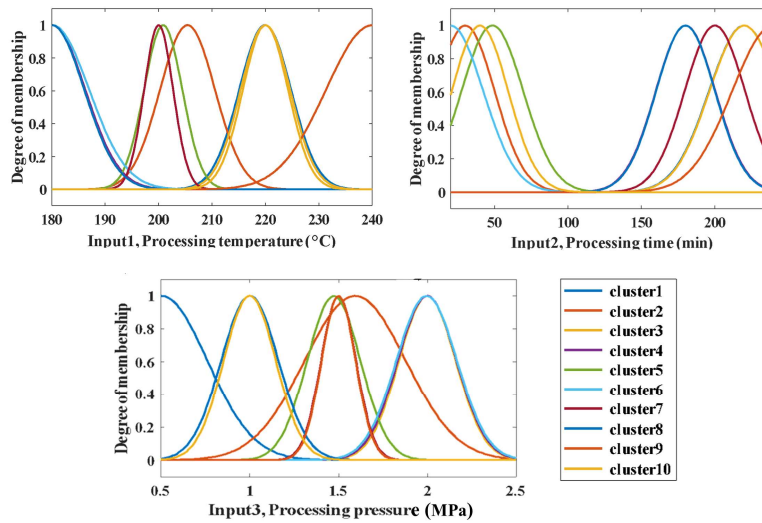 Degree of membership
1
0.8
0.6
0.4
0.2
0
180 190 200 210 220 230 240
Input1, Processing temperature (°C)
Degree of membership
1
0.8
0.6
0.4
0.2
0
50 100 150 200
Input2, Processing time (min)
Degree of membership
1
0.8
0.6
0.4
0.2
0
0.5 1 1.5 2 2.5
Input3, Processing pressure (MPa)
cluster1
cluster2
cluster3
cluster4
cluster5
cluster6
cluster7
cluster8
cluster9
cluster10